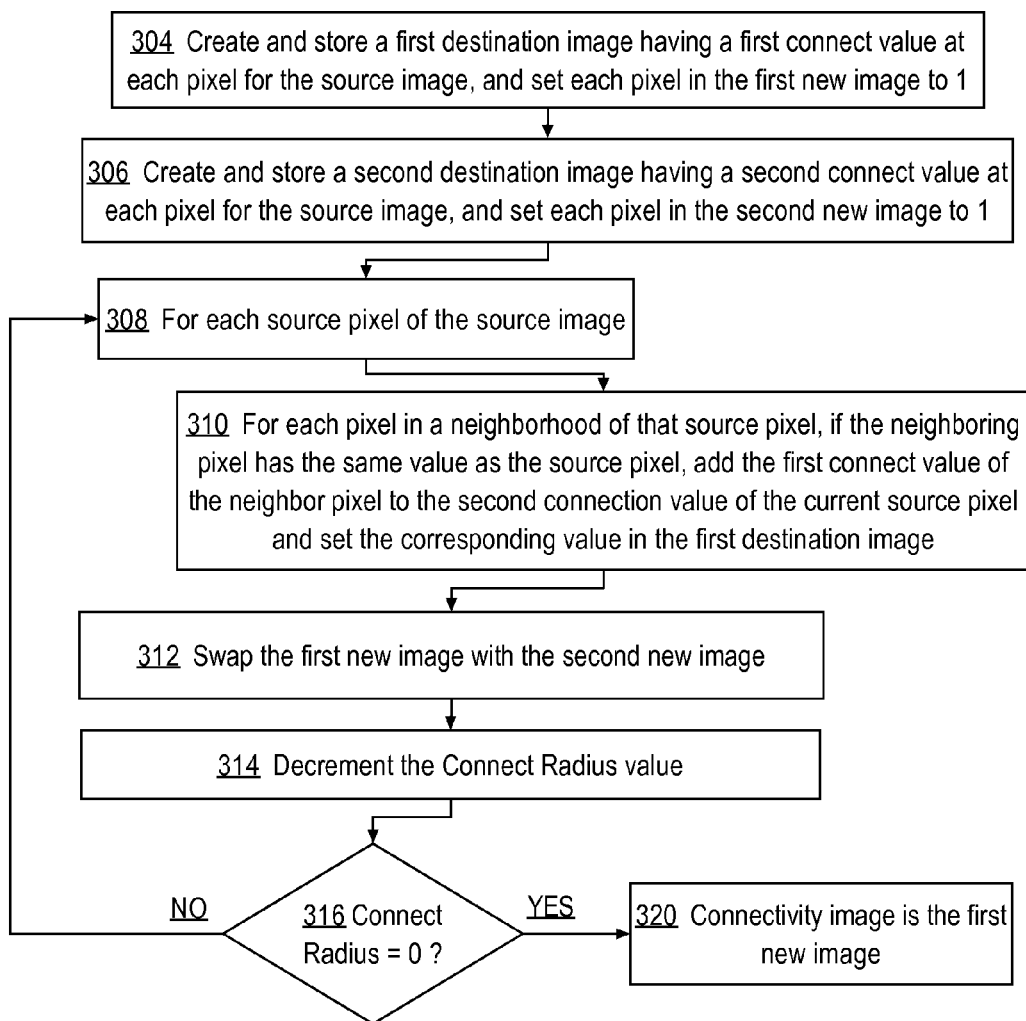 304 Create and store a first destination image having a first connect value at
each pixel for the source image, and set each pixel in the first new image to 1
306 Create and store a second destination image having a second connect value at
each pixel for the source image, and set each pixel in the second new image to 1
308 For each source pixel of the source image
310 For each pixel in a neighborhood of that source pixel, if the neighboring
pixel has the same value as the source pixel, add the first connect value of
the neighbor pixel to the second connection value of the current source pixel
and set the corresponding value in the first destination image
312 Swap the first new image with the second new image
314 Decrement the Connect Radius value
NO
316 Connect
Radius = 0 ?
YES
320 Connectivity image is the first
new image